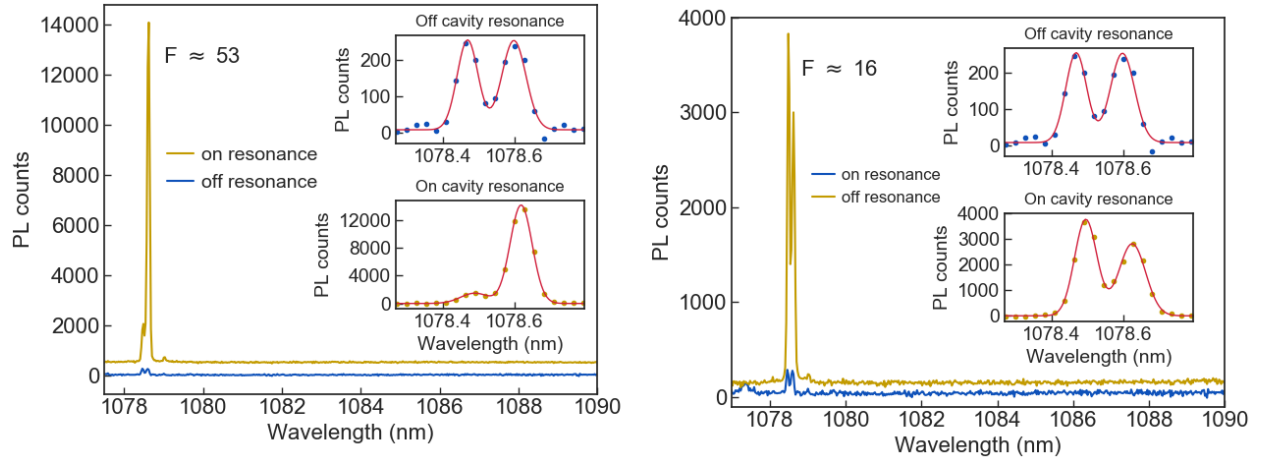 14000
12000
10000
8000
6000
4000
2000
0
PL counts
1078
1080
1082
1084
1086
1088
1090
Wavelength (nm)
F ≈ 53
on resonance
off resonance
Off cavity resonance
200
100
0
PL counts
1078.4
1078.6
On cavity resonance
12000
8000
4000
0
PL counts
1078.4
1078.6
Wavelength (nm)
4000
3000
2000
1000
0
PL counts
1078
1080
1082
1084
1086
1088
1090
Wavelength (nm)
F ≈ 16
on resonance
off resonance
Off cavity resonance
200
100
0
PL counts
1078.4
1078.6
On cavity resonance
4000
3000
2000
1000
0
PL counts
1078.4
1078.6
Wavelength (nm)